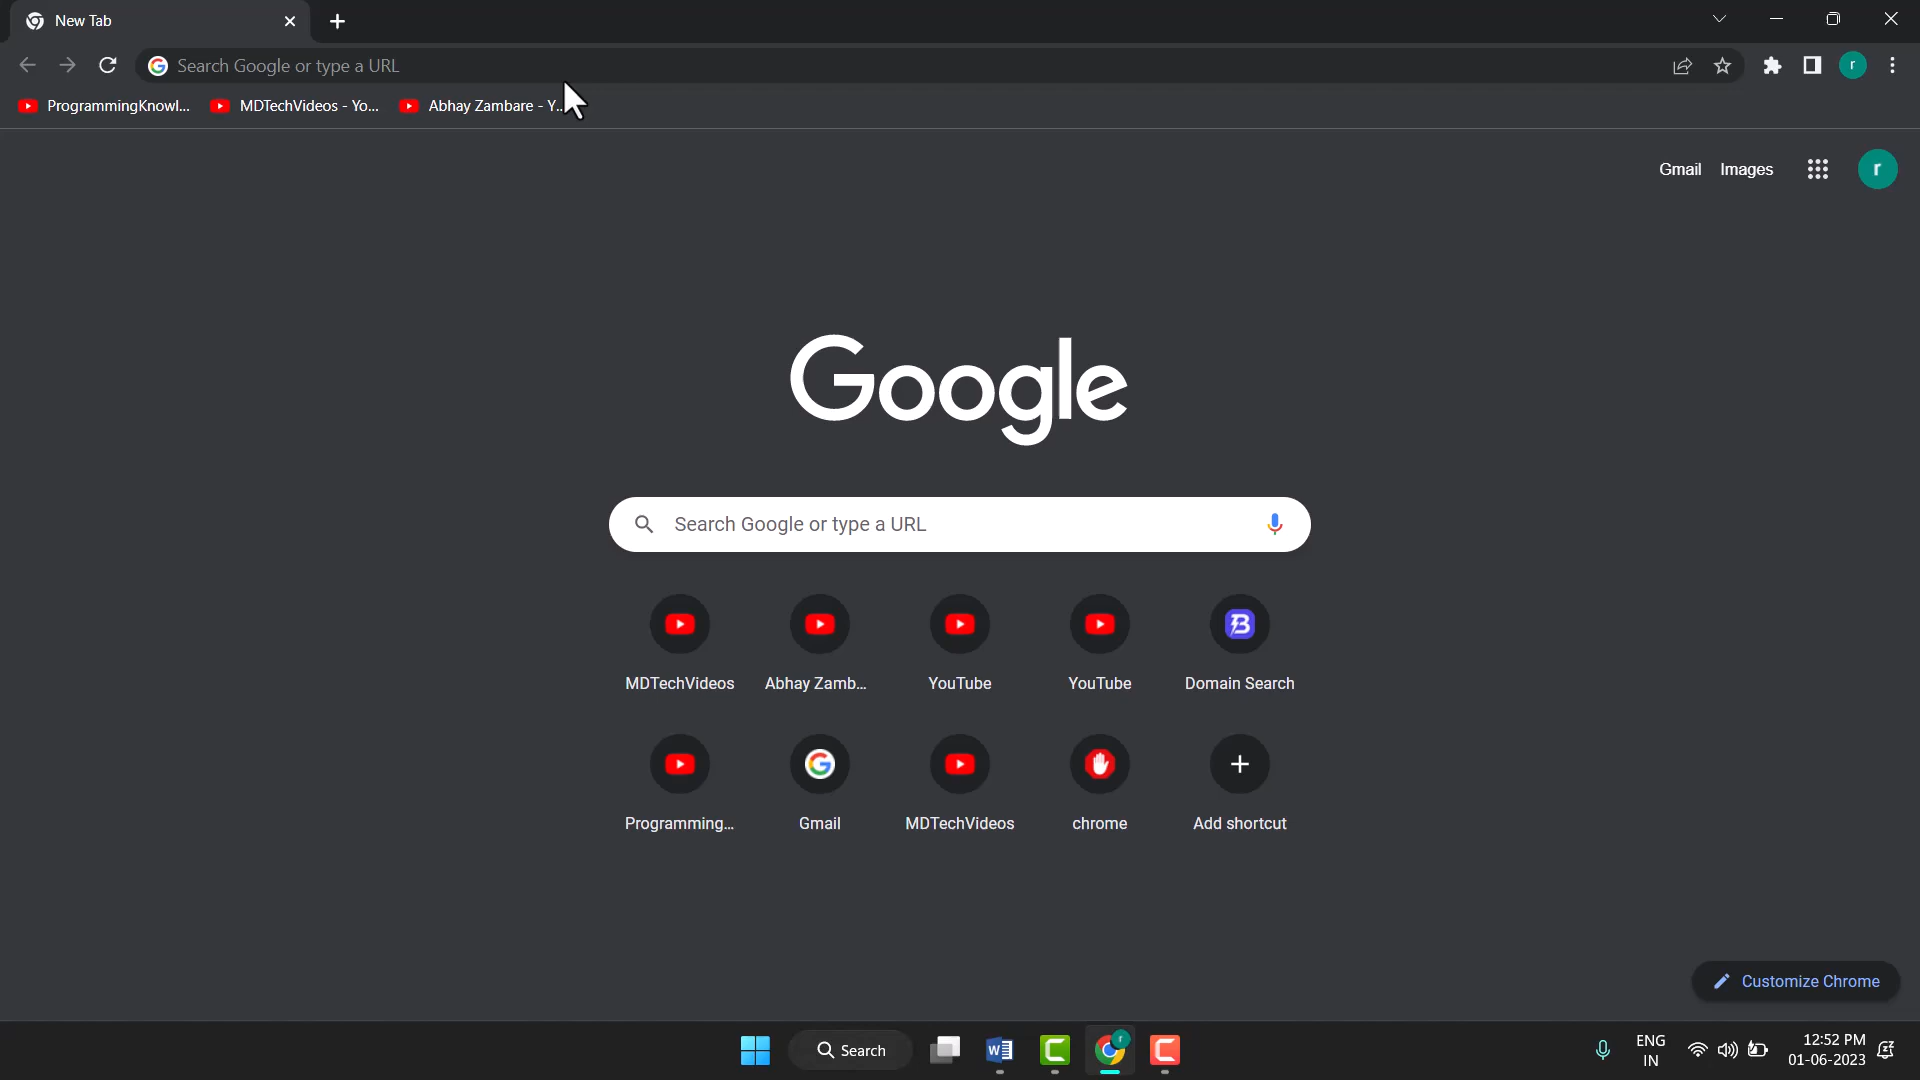 New Tab
Search Google or type a URL
ProgrammingKnowl... MDTechVideos - Yo... Abhay Zambare - Y...
Gmail Images r
Google
Search Google or type a URL
MDTechVideos Abhay Zamb... YouTube YouTube Domain Search
Programming... Gmail MDTechVideos chrome Add shortcut
Customize Chrome
Search
ENG
IN
12:52 PM
01-06-2023